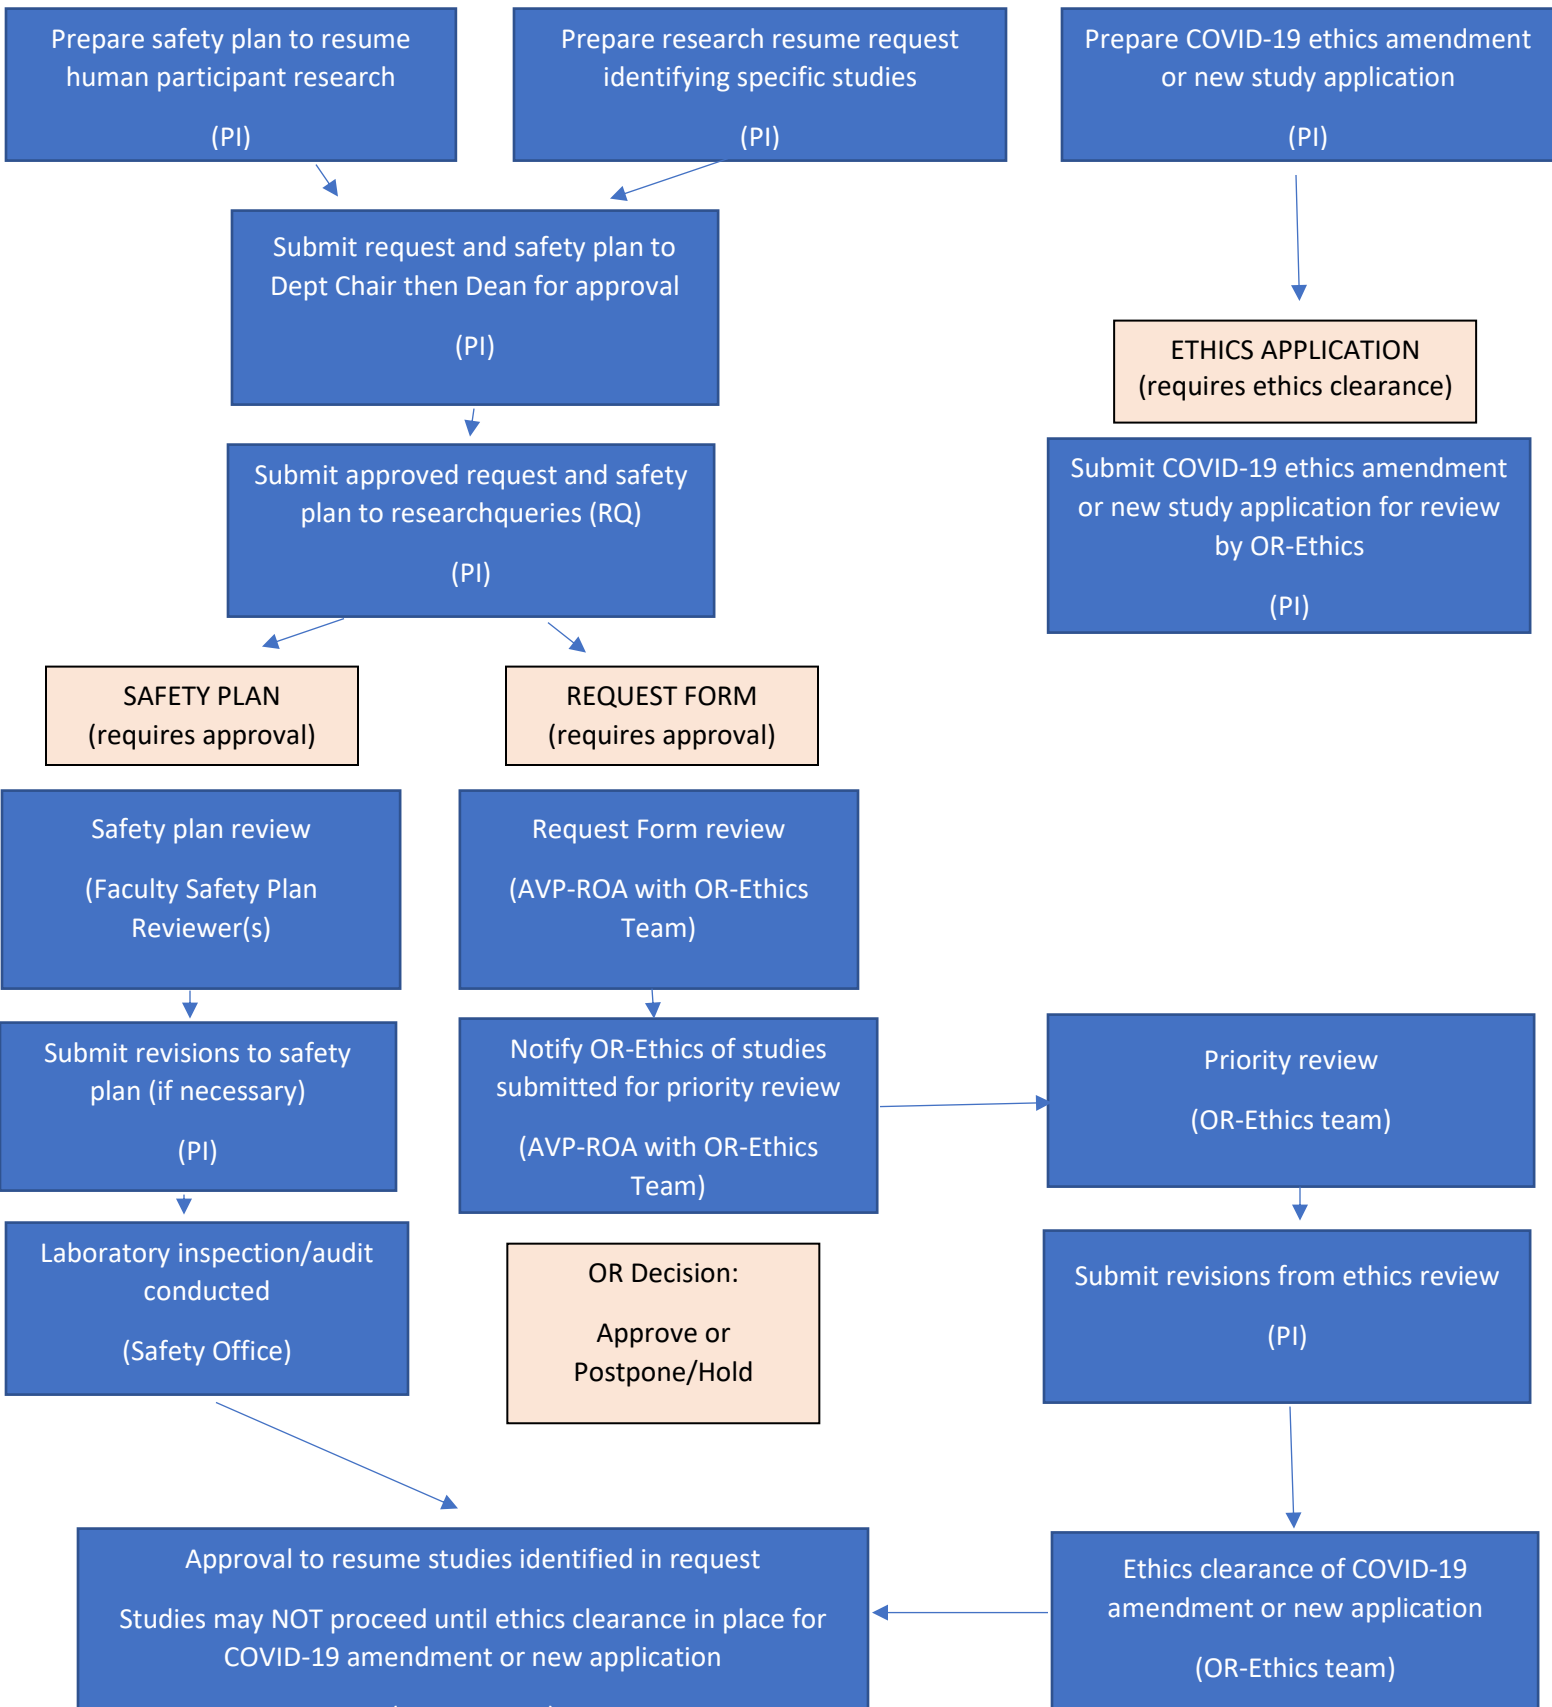 Prepare safety plan to resume
human participant research
(PI)
Prepare research resume request
identifying specific studies
(PI)
Prepare COVID-19 ethics amendment
or new study application
(PI)
Submit request and safety plan to
Dept Chair then Dean for approval
(PI)
ETHICS APPLICATION
(requires ethics clearance)
Submit approved request and safety
plan to researchqueries (RQ)
(PI)
Submit COVID-19 ethics amendment
or new study application for review
by OR-Ethics
(PI)
SAFETY PLAN
(requires approval)
REQUEST FORM
(requires approval)
Safety plan review
(Faculty Safety Plan
Reviewer(s)
Request Form review
(AVP-ROA with OR-Ethics
Team)
Submit revisions to safety
plan (if necessary)
(PI)
Notify OR-Ethics of studies
submitted for priority review
(AVP-ROA with OR-Ethics
Team)
Priority review
(OR-Ethics team)
Laboratory inspection/audit
conducted
(Safety Office)
OR Decision:
Approve or
Postpone/Hold
Submit revisions from ethics review
(PI)
Approval to resume studies identified in request
Studies may NOT proceed until ethics clearance in place for
COVID-19 amendment or new application
Ethics clearance of COVID-19
amendment or new application
(OR-Ethics team)